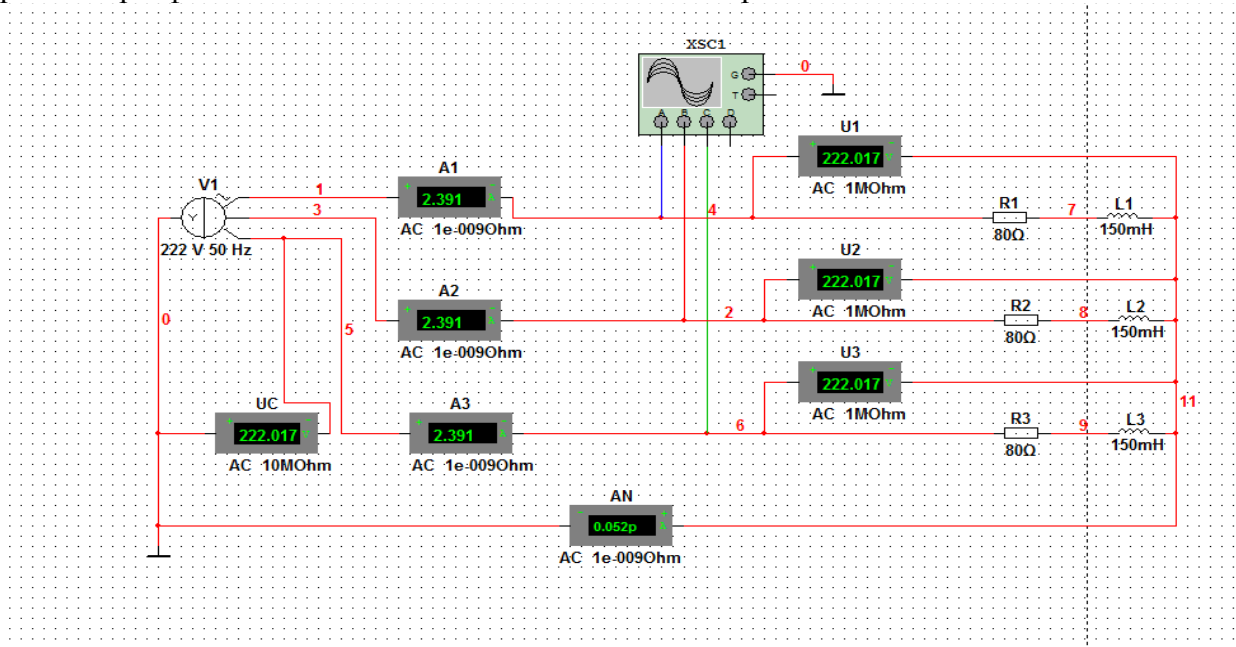 XSC1
0
G
T
A B C D
U1
+ -
222.017 V
AC 1MOhm
A1
+ -
2.391 A
AC 1e-009Ohm
V1
1
3
222 V 50 Hz
4
R1
80Ω
7
L1
150mH
U2
+ -
222.017 V
AC 1MOhm
A2
+ -
2.391 A
AC 1e-009Ohm
0
5
2
R2
80Ω
8
L2
150mH
U3
+ -
222.017 V
AC 1MOhm
11
UC
+ -
222.017 V
AC 10MOhm
A3
+ -
2.391 A
AC 1e-009Ohm
6
R3
80Ω
9
L3
150mH
AN
- +
0.052p A
AC 1e-009Ohm